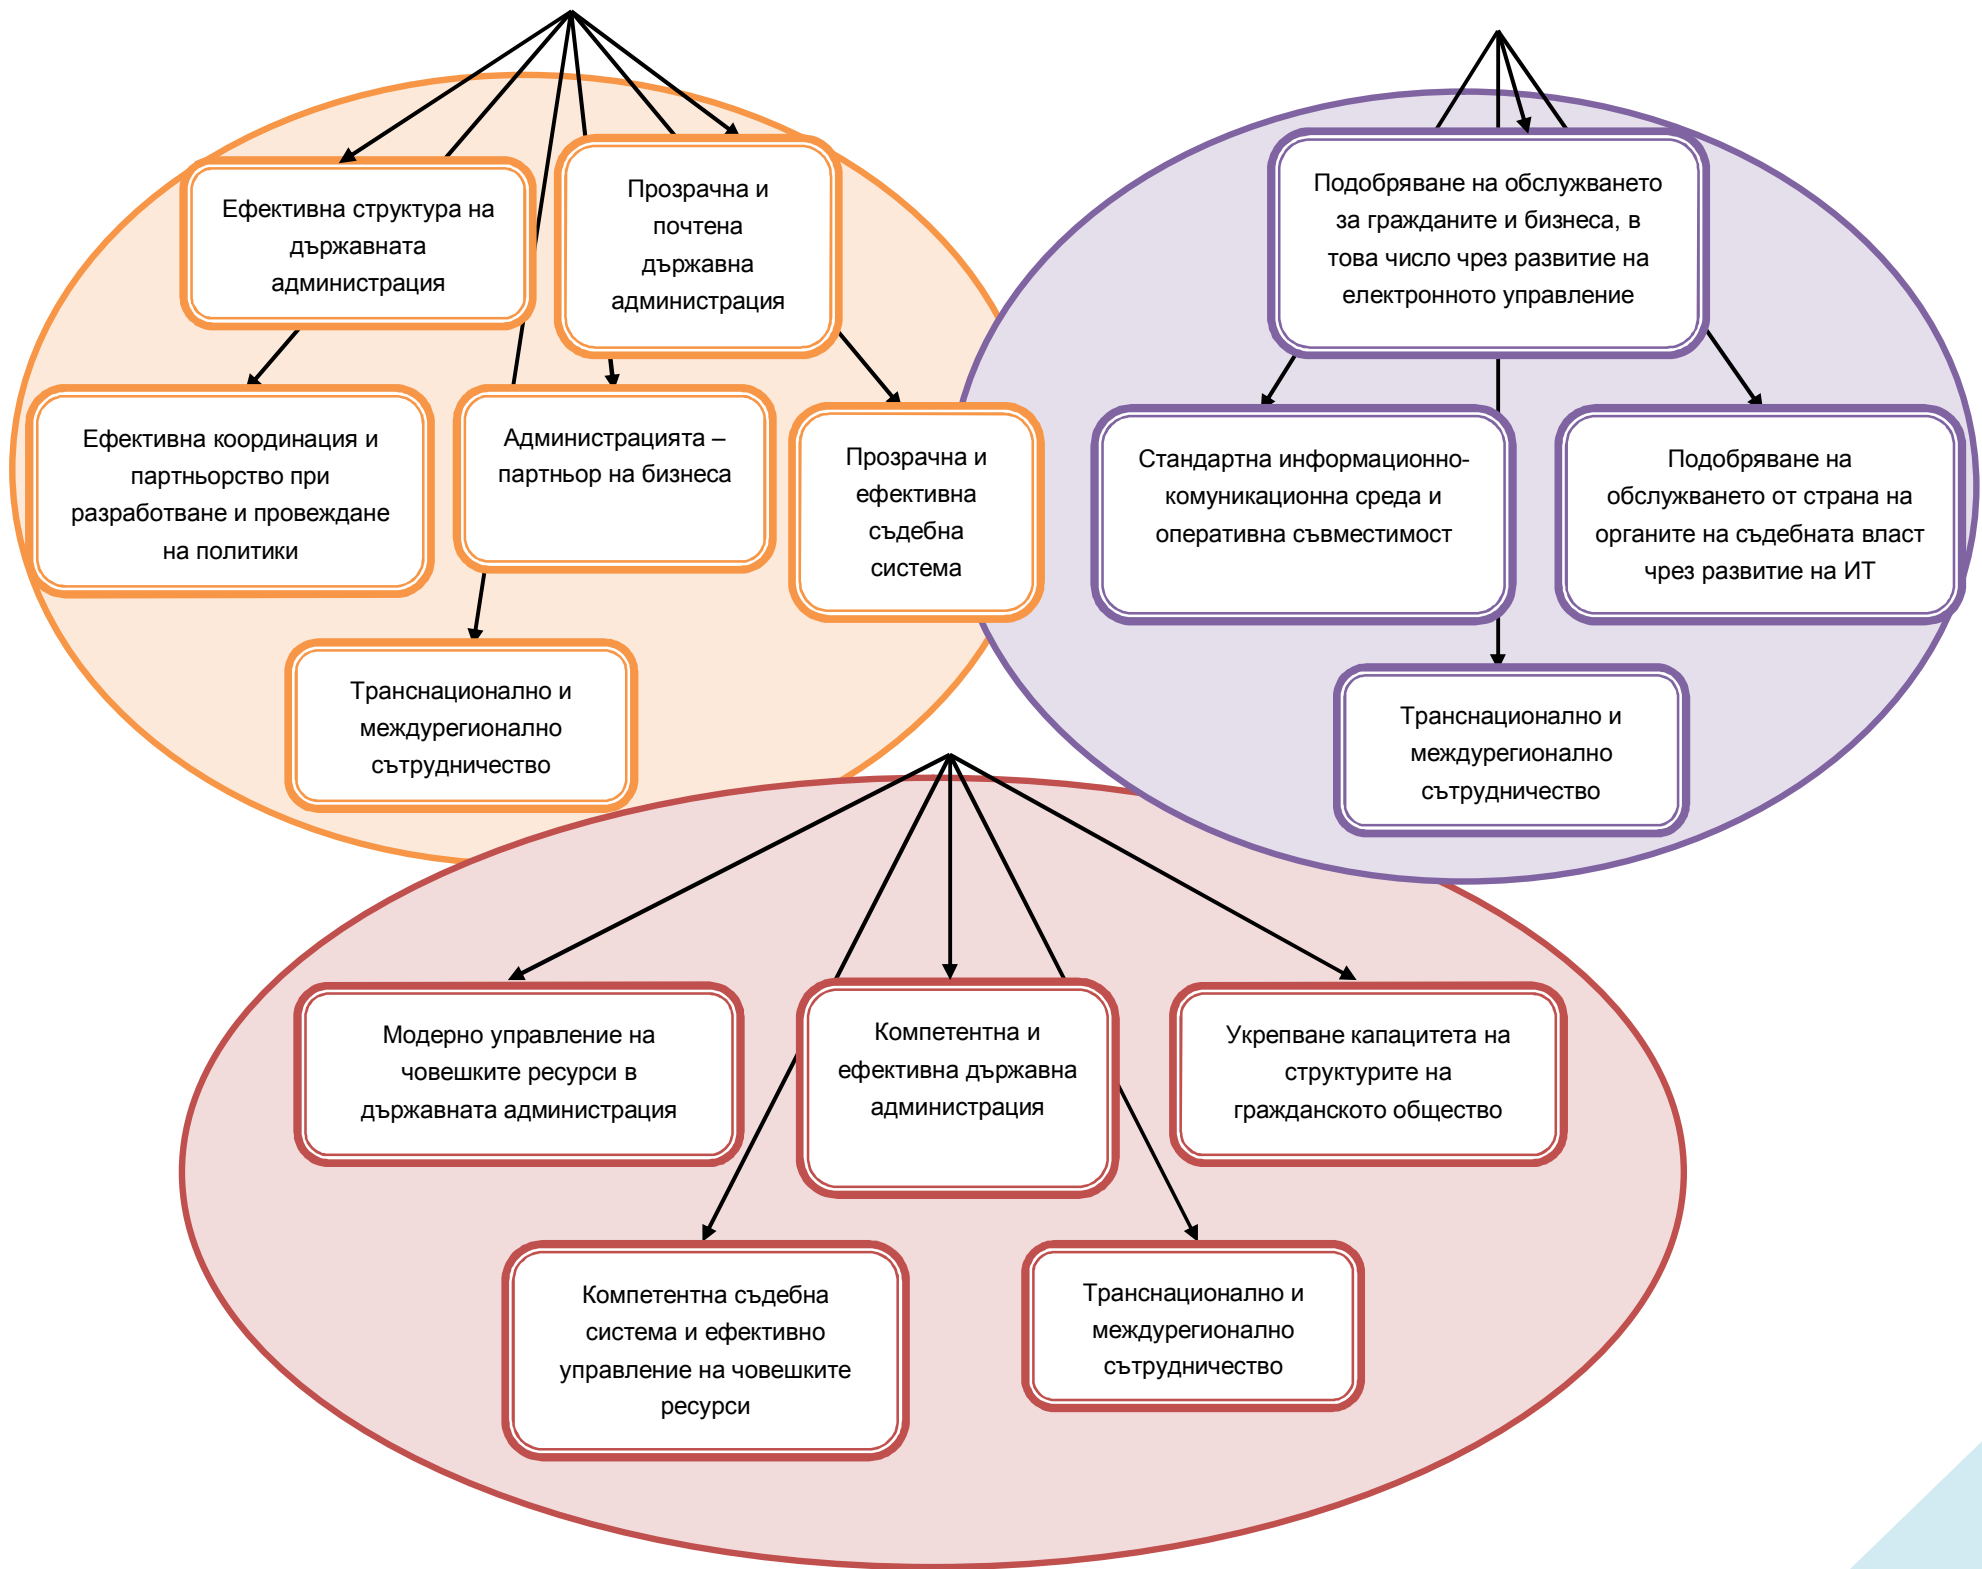 Ефективна структура на
държавната
администрация
Прозрачна и
почтена
държавна
администрация
Ефективна координация и
партньорство при
разработване и провеждане
на политики
Администрацията –
партньор на бизнеса
Прозрачна и
ефективна
съдебна
система
Транснационално и
междурегионално
сътрудничество
Подобряване на обслужването
за гражданите и бизнеса, в
това число чрез развитие на
електронното управление
Стандартна информационно-
комуникационна среда и
оперативна съвместимост
Подобряване на
обслужването от страна на
органите на съдебната власт
чрез развитие на ИТ
Транснационално и
междурегионално
сътрудничество
Модерно управление на
човешките ресурси в
държавната администрация
Компетентна и
ефективна държавна
администрация
Укрепване капацитета на
структурите на
гражданското общество
Компетентна съдебна
система и ефективно
управление на човешките
ресурси
Транснационално и
междурегионално
сътрудничество